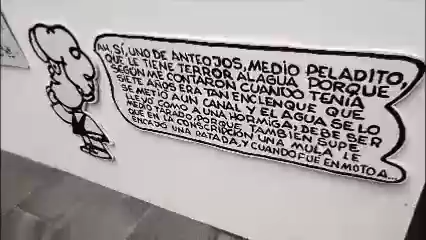 AH, SÍ, UNO DE ANTEOJOS, MEDIO PELADITO,
QUE LE TIENE TERROR AL AGUA PORQUE
SEGÚN ME CONTARON CUANDO TENÍA
SIETE AÑOS ERA TAN ENCLENQUE QUE
SE METIÓ A UN CANAL Y EL AGUA SE LO
LLEVÓ COMO A UNA HORMIGA; DEBE SER
MEDIO TARADO, PORQUE TAMBIÉN SUPE
QUE EN LA CONSCRIPCIÓN UNA MULA LE
ENCAJÓ UNA PATADA, Y CUANDO FUE EN MOTO A...